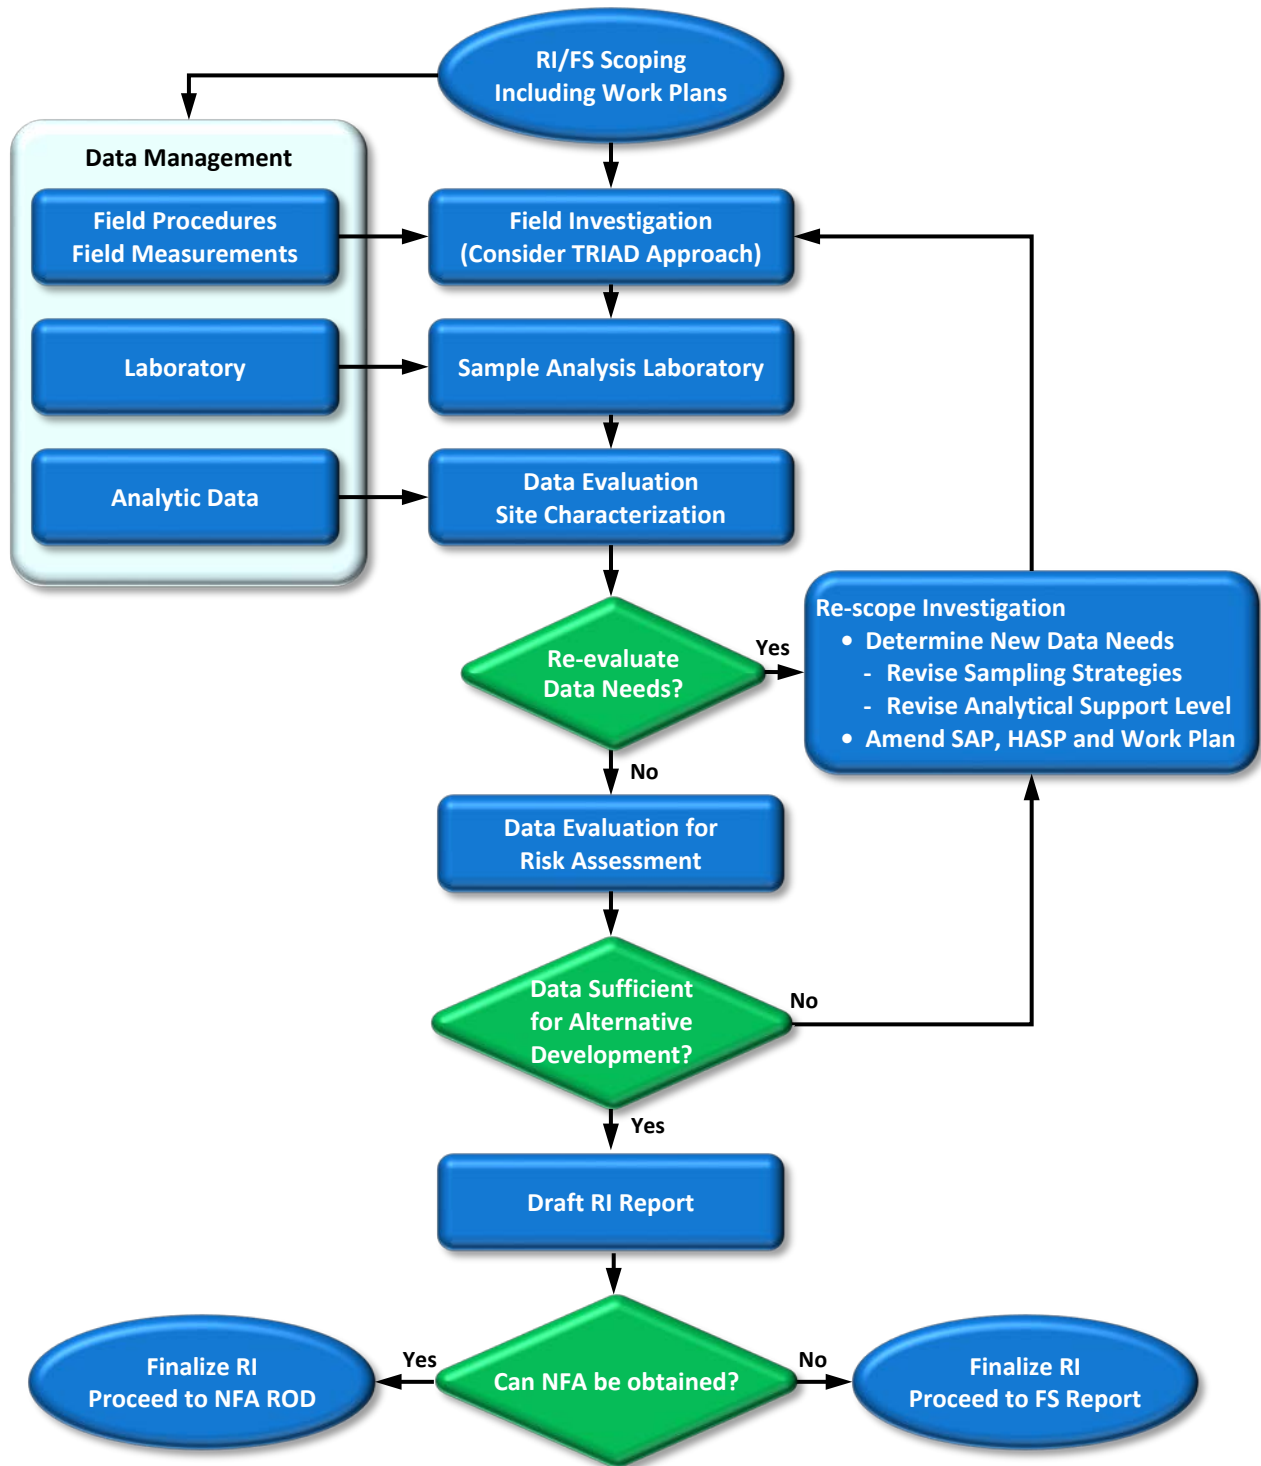 RI/FS Scoping
Including Work Plans
Data Management
Field Procedures
Field Measurements
Field Investigation
(Consider TRIAD Approach)
Laboratory
Sample Analysis Laboratory
Analytic Data
Data Evaluation
Site Characterization
Re-evaluate
Data Needs?
Yes
Re-scope Investigation
• Determine New Data Needs
- Revise Sampling Strategies
- Revise Analytical Support Level
• Amend SAP, HASP and Work Plan
No
Data Evaluation for
Risk Assessment
Data Sufficient
for Alternative
Development?
No
Yes
Draft RI Report
Can NFA be obtained?
Yes
Finalize RI
Proceed to NFA ROD
No
Finalize RI
Proceed to FS Report